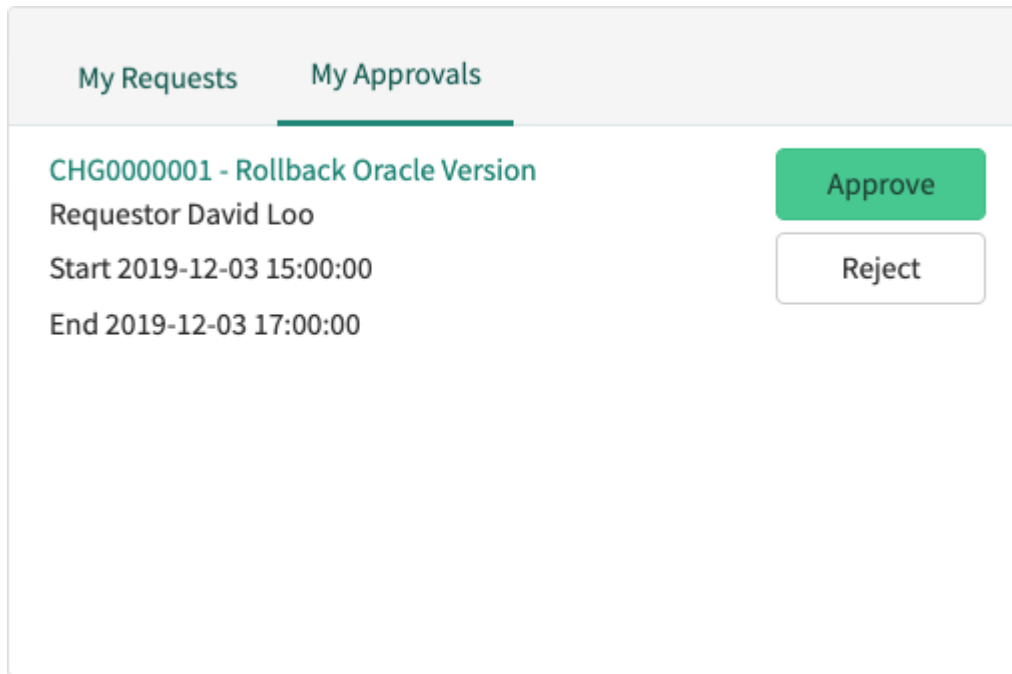 My Requests My Approvals
CHG0000001 - Rollback Oracle Version
Requestor David Loo
Start 2019-12-03 15:00:00
End 2019-12-03 17:00:00
Approve
Reject